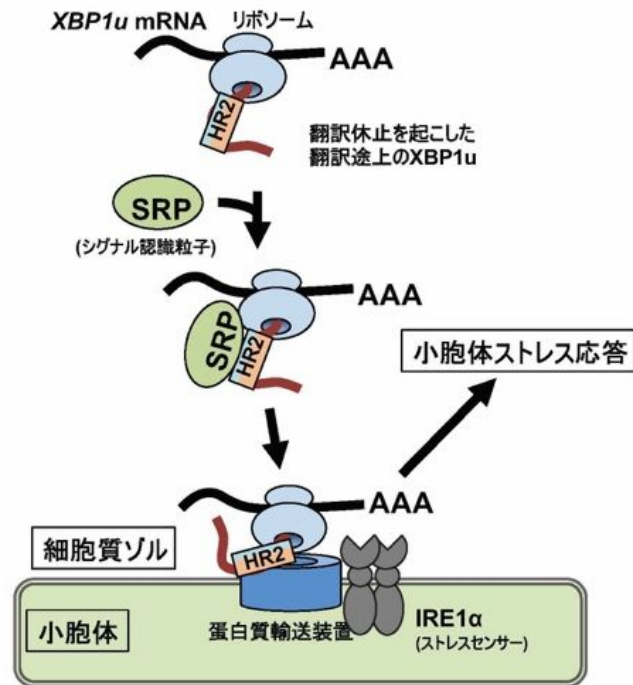 XBP1u mRNA
リボソーム
AAA
HR2
翻訳休止を起こした
翻訳途上のXBP1u
SRP
(シグナル認識粒子)
AAA
SRP
HR2
小胞体ストレス応答
AAA
細胞質ゾル
HR2
小胞体
蛋白質輸送装置
IRE1α
(ストレスセンサー)